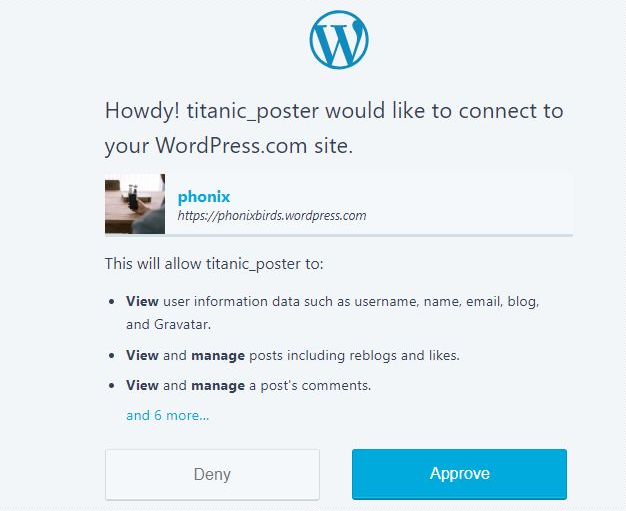 Howdy! titanic_poster would like to connect to
your WordPress.com site.
phonix
https://phonixbirds.wordpress.com
This will allow titanic_poster to:
• View user information data such as username, name, email, blog,
and Gravatar.
• View and manage posts including reblogs and likes.
• View and manage a post's comments.
and 6 more...
Deny
Approve